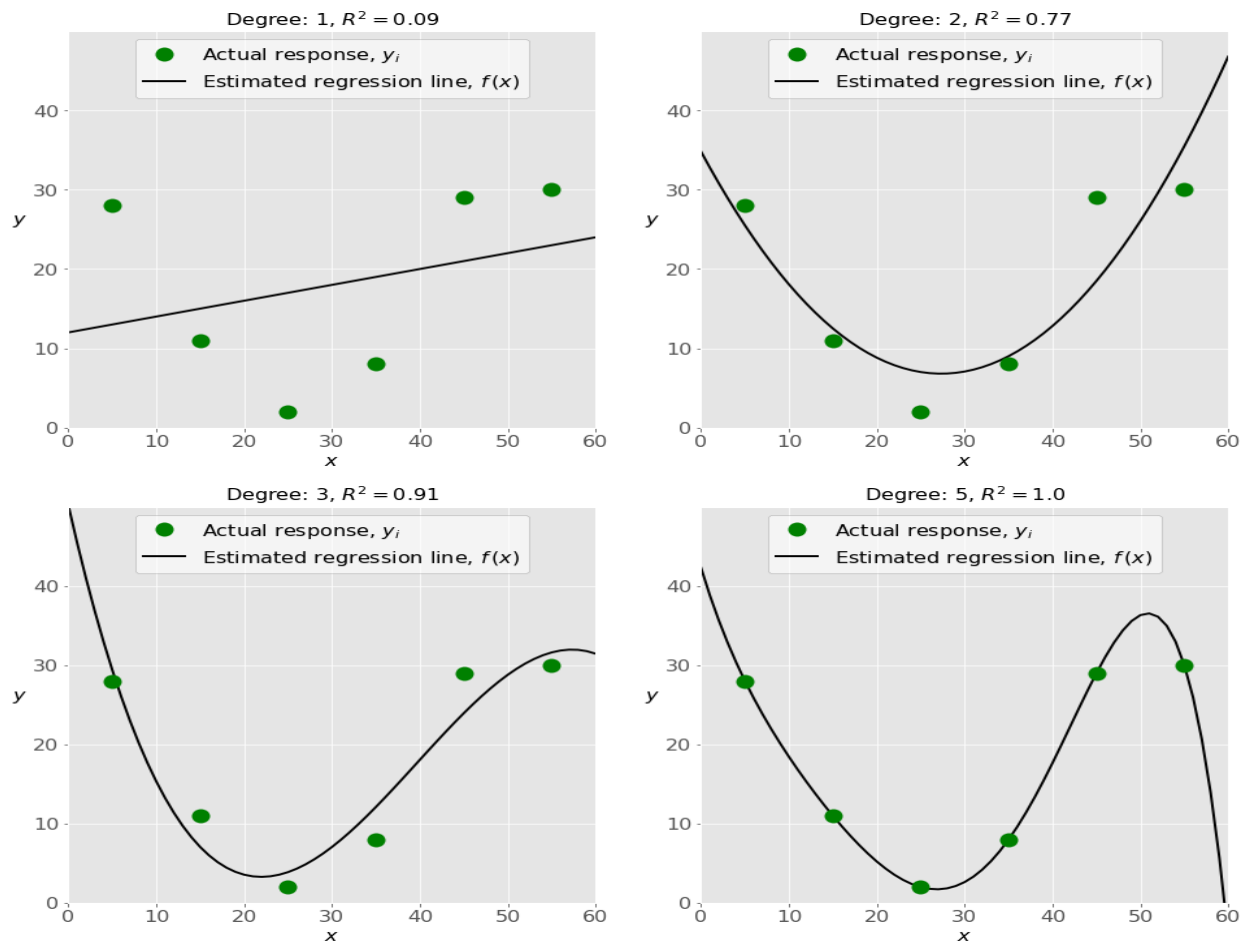 Degree: 1, R² = 0.09
Actual response, yᵢ
Estimated regression line, f(x)
40
30
20
10
0
y
0 10 20 30 40 50 60
x
Degree: 2, R² = 0.77
Actual response, yᵢ
Estimated regression line, f(x)
40
30
20
10
0
y
0 10 20 30 40 50 60
x
Degree: 3, R² = 0.91
Actual response, yᵢ
Estimated regression line, f(x)
40
30
20
10
0
y
0 10 20 30 40 50 60
x
Degree: 5, R² = 1.0
Actual response, yᵢ
Estimated regression line, f(x)
40
30
20
10
0
y
0 10 20 30 40 50 60
x